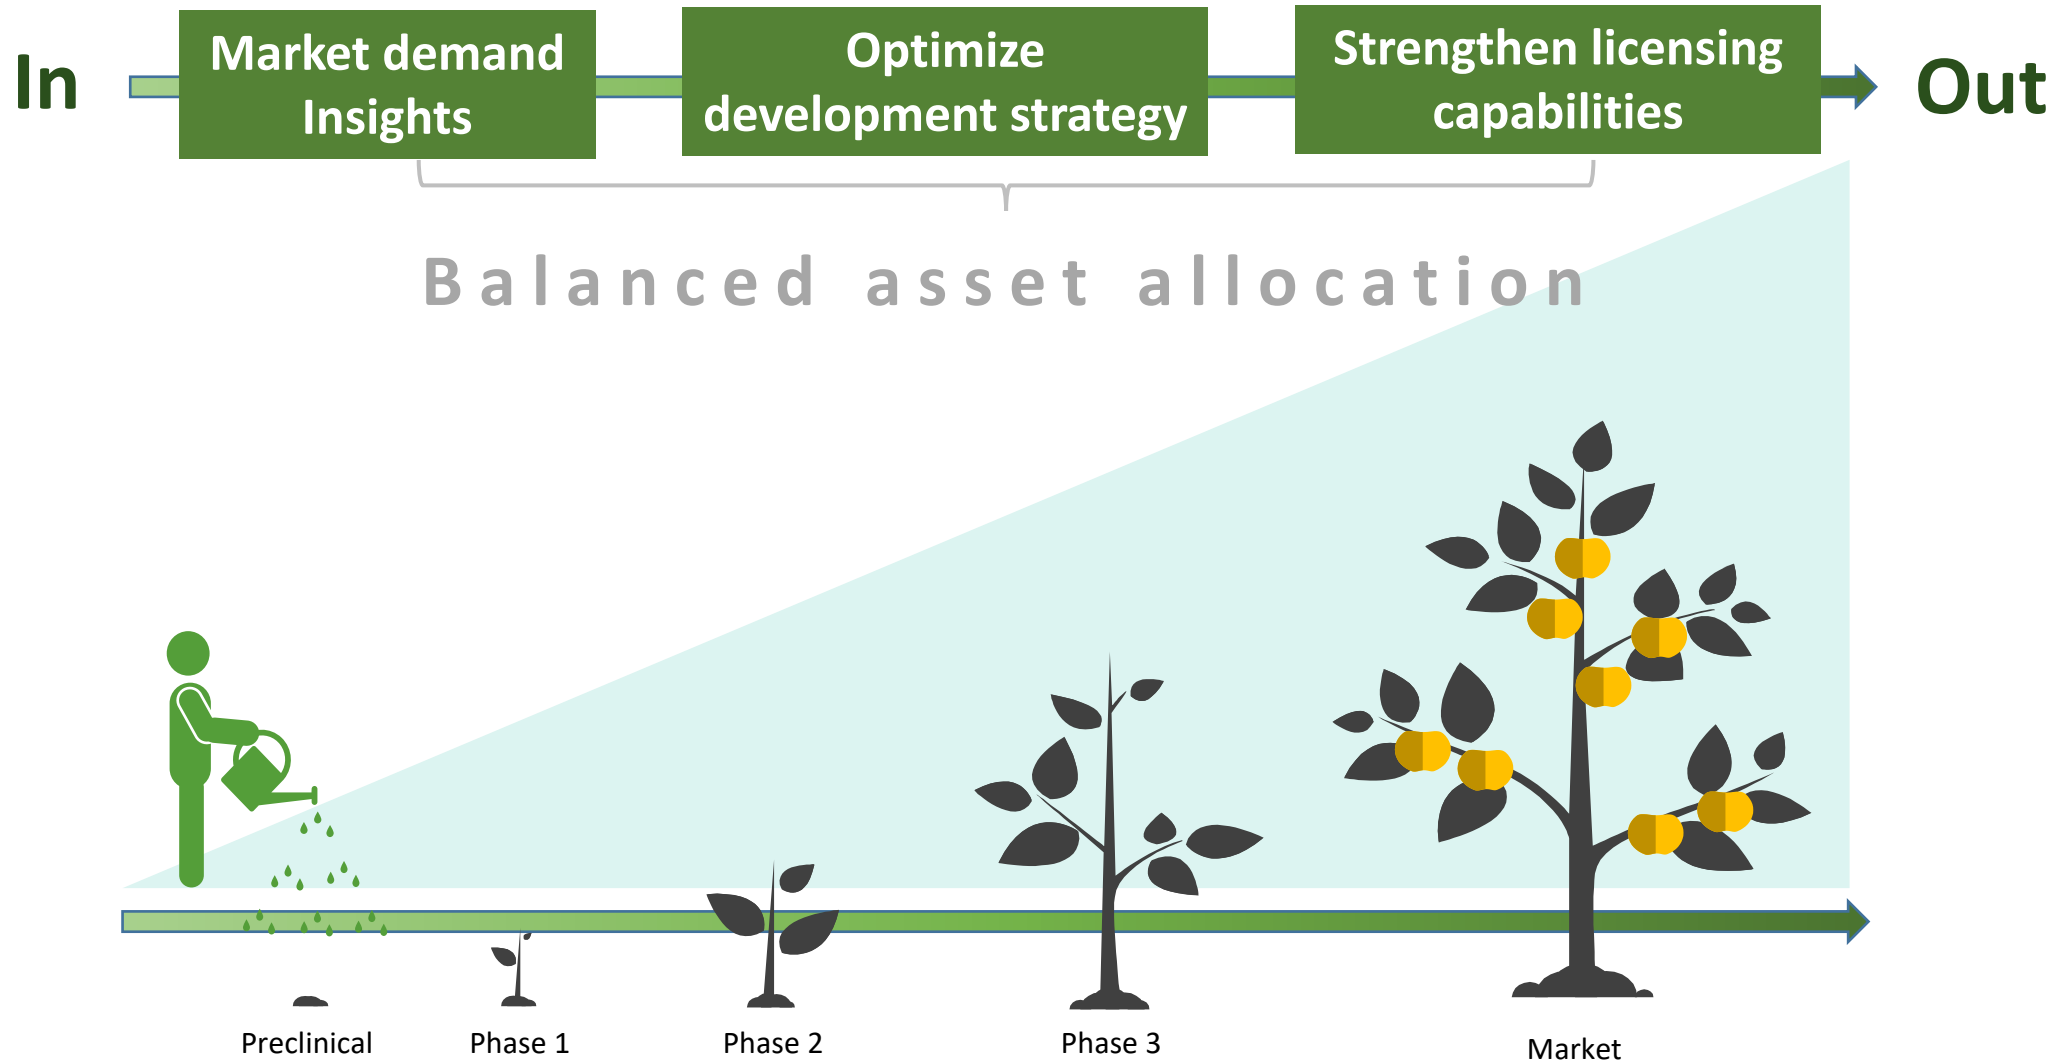 In
Market demand
Insights
Optimize
development strategy
Strengthen licensing
capabilities
Out
Balanced asset allocation
Preclinical
Phase 1
Phase 2
Phase 3
Market